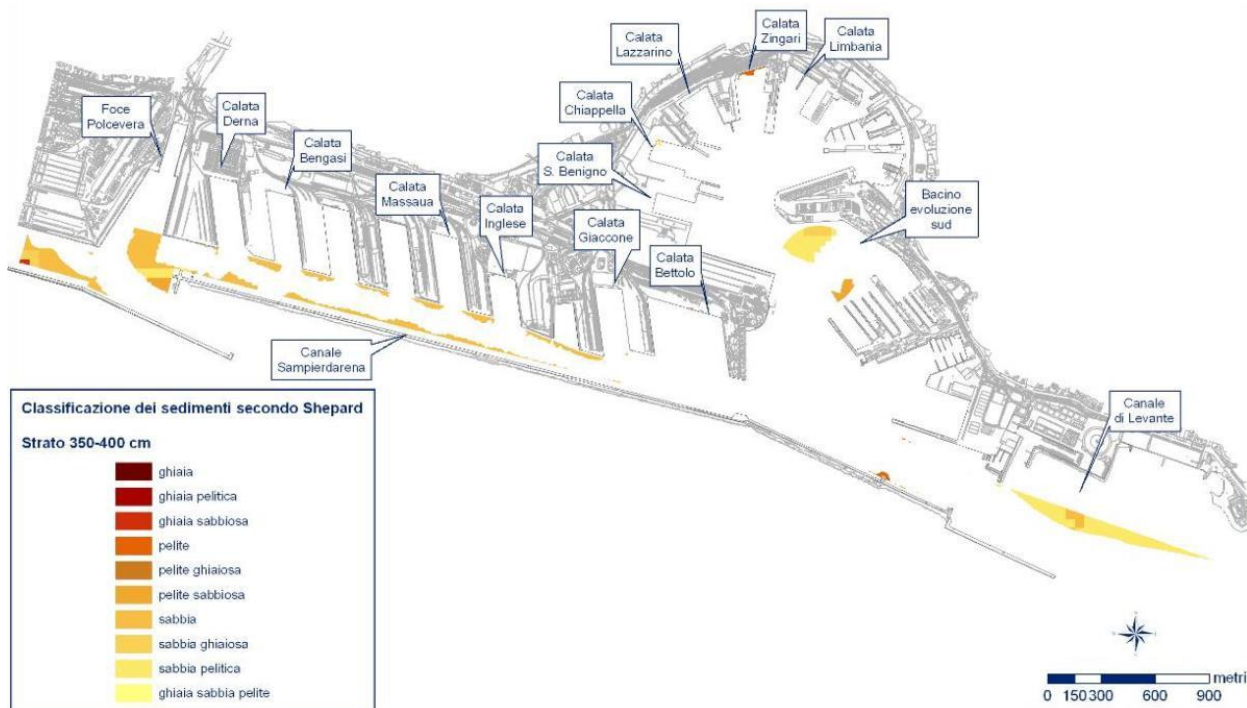 Calata
Zingari
Calata
Lazzarino
Calata
Limbania
Calata
Chiappella
Foce
Polcevera
Calata
Derna
Calata
Bengasi
Calata
S. Benigno
Calata
Massaua
Calata
Inglese
Calata
Giaccone
Bacino
evoluzione
sud
Calata
Bettolo
Canale
Sampierdarena
Canale
di Levante
Classificazione dei sedimenti secondo Shepard
Strato 350-400 cm
ghiaia
ghiaia pelitica
ghiaia sabbiosa
pelite
pelite ghiaiosa
pelite sabbiosa
sabbia
sabbia ghiaiosa
sabbia pelitica
ghiaia sabbia pelite
metri
0 150 300 600 900